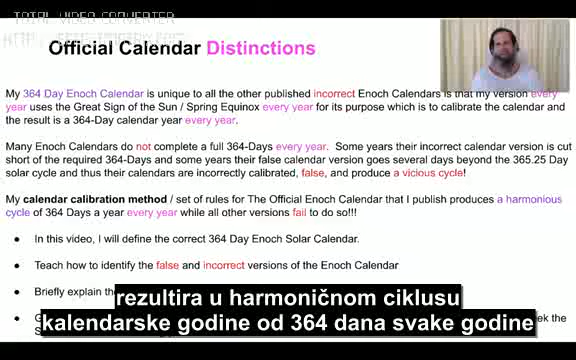 TOTAL VIDEO CONVERTER
Official Calendar Distinctions
My 364 Day Enoch Calendar is unique to all the other published incorrect Enoch Calendars is that my version every
year uses the Great Sign of the Sun / Spring Equinox every year for its purpose which is to calibrate the calendar and
the result is a 364-Day calendar year every year.
Many Enoch Calendars do not complete a full 364-Days every year. Some years their incorrect calendar version is cut
short of the required 364-Days and some years their false calendar version goes several days beyond the 365.25 Day
solar cycle and thus their calendars are incorrectly calibrated, false, and produce a vicious cycle!
My calendar calibration method / set of rules for The Official Enoch Calendar that I publish produces a harmonious
cycle of 364 Days a year every year while all other versions fail to do so!!!
In this video, I will define the correct 364 Day Enoch Solar Calendar.
Teach how to identify the false and incorrect versions of the Enoch Calendar
Briefly explain the
rezultira u harmoničnom ciklusu
kalendarske godine od 364 dana svake godine